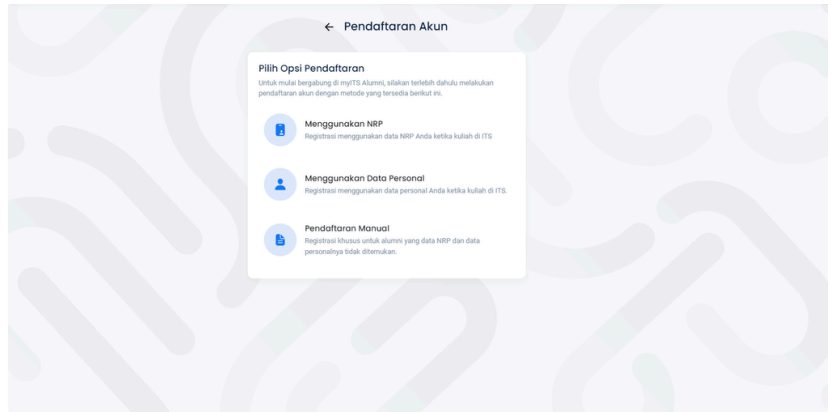 ← Pendaftaran Akun
Pilih Opsi Pendaftaran
Untuk mulai bergabung di myITS Alumni, silakan terlebih dahulu melakukan
pendaftaran akun dengan metode yang tersedia berikut ini.
Menggunakan NRP
Registrasi menggunakan data NRP Anda ketika kuliah di ITS
Menggunakan Data Personal
Registrasi menggunakan data personal Anda ketika kuliah di ITS.
Pendaftaran Manual
Registrasi khusus untuk alumni yang data NRP dan data
personalnya tidak ditemukan.